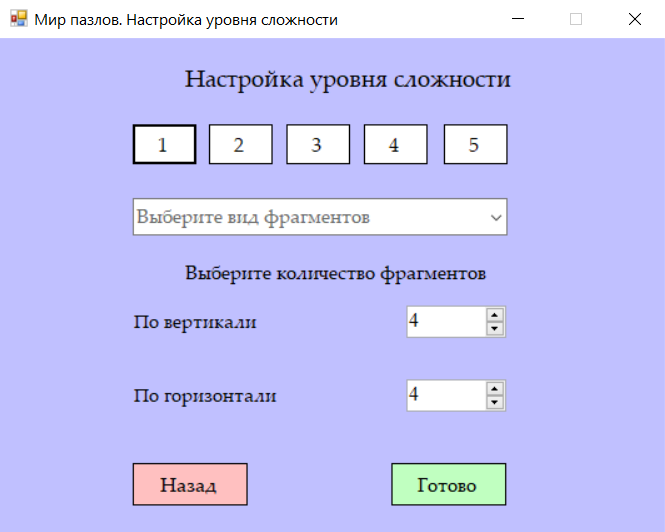 Мир пазлов. Настройка уровня сложности
Настройка уровня сложности
1 2 3 4 5
Выберите вид фрагментов
Выберите количество фрагментов
По вертикали 4
По горизонтали 4
Назад Готово